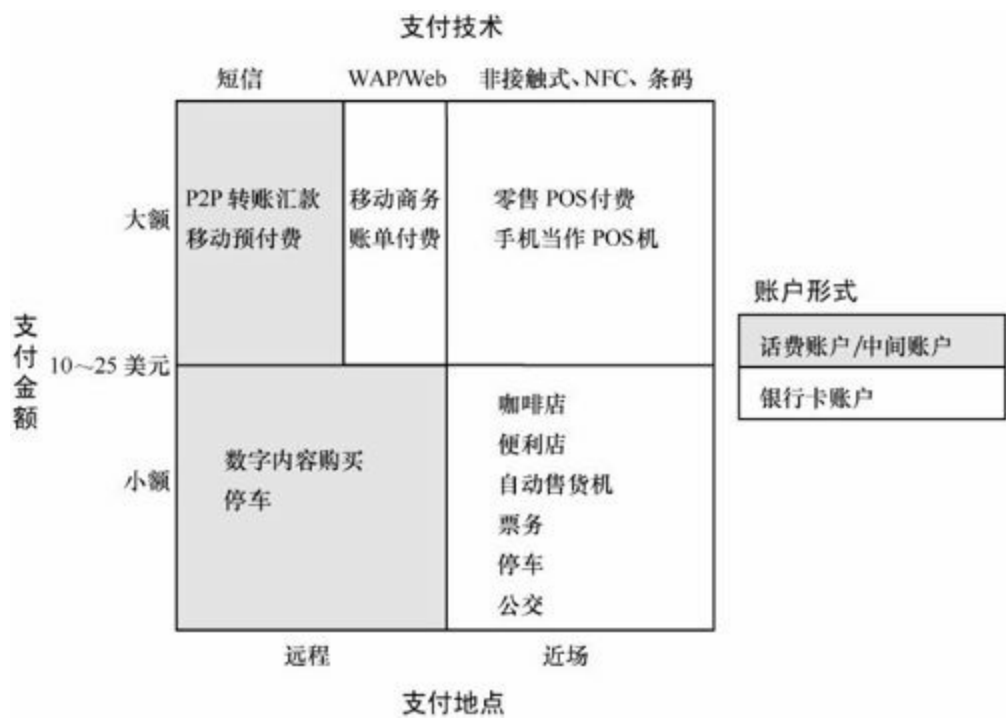 支付技术
短信
WAP/Web
非接触式、NFC、条码
大额
P2P 转账汇款
移动预付费
移动商务
账单付费
零售 POS 付费
手机当作 POS 机
账户形式
话费账户/中间账户
银行卡账户
支付金额
10～25 美元
小额
数字内容购买
停车
咖啡店
便利店
自动售货机
票务
停车
公交
远程
近场
支付地点